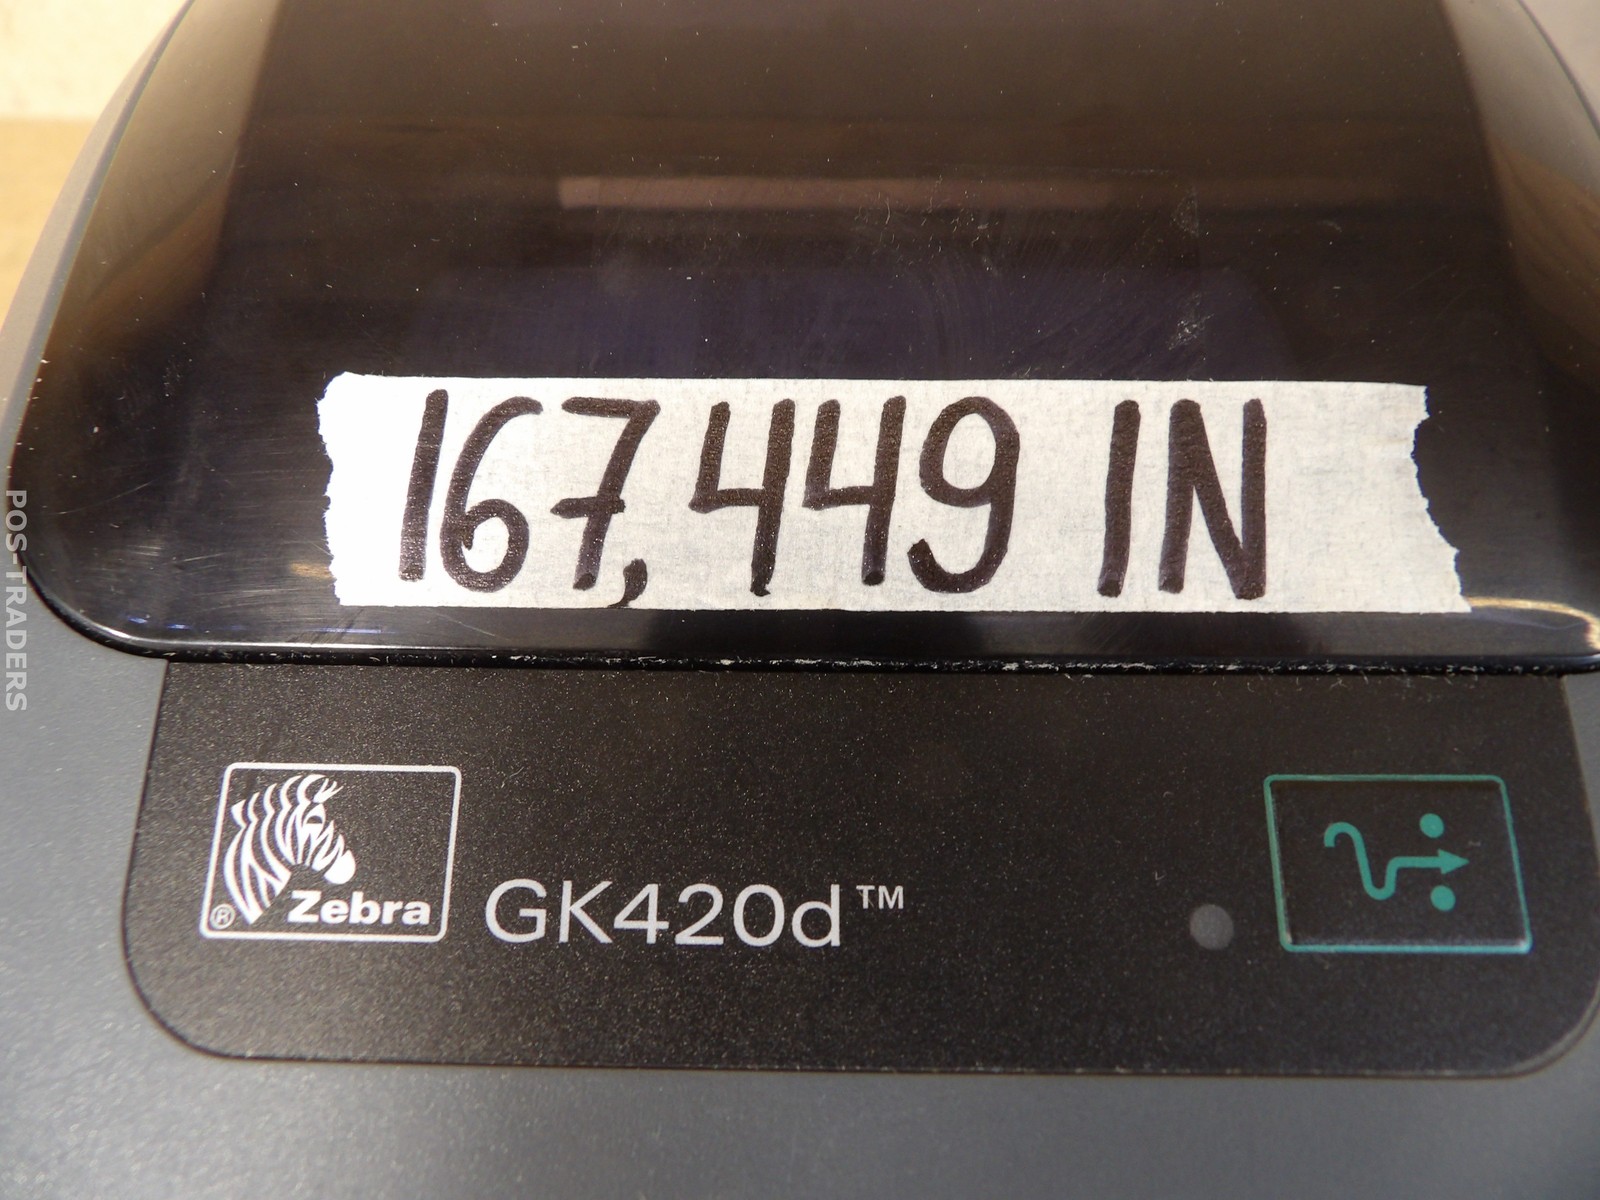 167,449 IN
® Zebra
GK420d™
POS-TRADERS